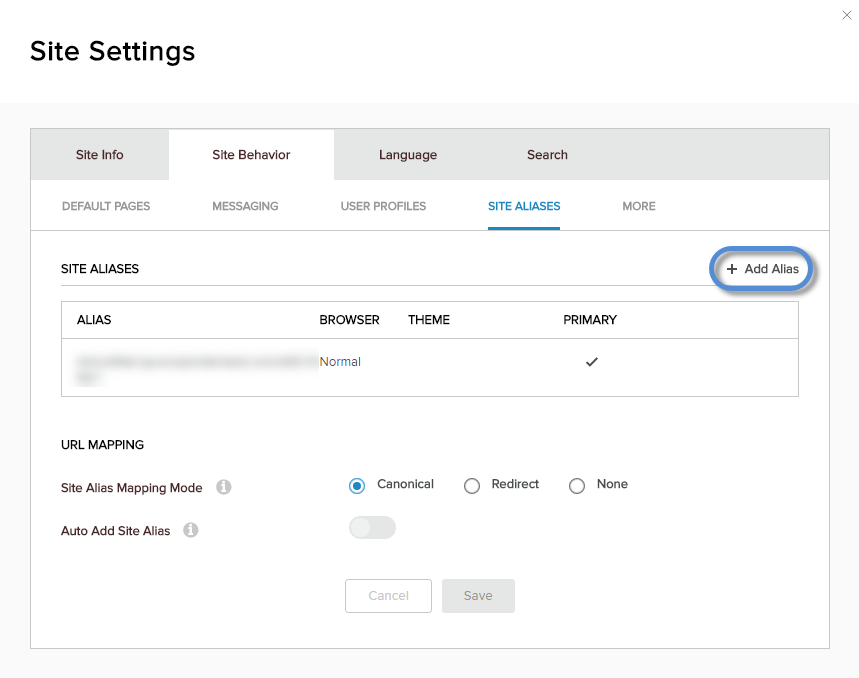 Site Settings
Site Info Site Behavior Language Search
DEFAULT PAGES MESSAGING USER PROFILES SITE ALIASES MORE
SITE ALIASES + Add Alias
ALIAS BROWSER THEME PRIMARY
Normal
URL MAPPING
Site Alias Mapping Mode Canonical Redirect None
Auto Add Site Alias
Cancel Save